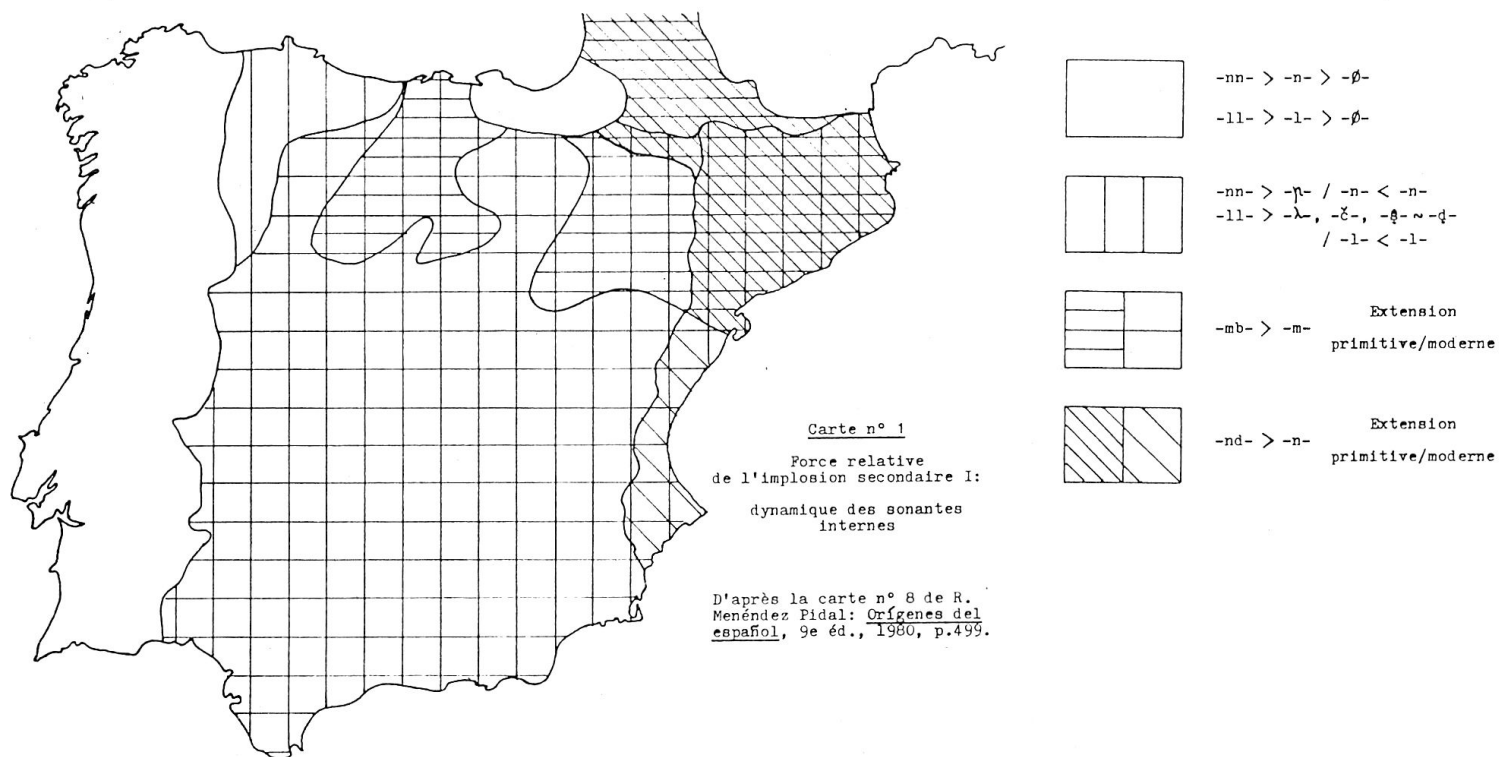 Carte n° 1
Force relative
de l'implosion secondaire I:
dynamique des sonantes
internes
D'après la carte n° 8 de R.
Menéndez Pidal: Orígenes del
español, 9e éd., 1980, p.499.
-nn- > -n- > -ø-
-ll- > -l- > -ø-
-nn- > -ɲ- / -n- < -n-
-ll- > -λ-, -č-, -ŝ- ~ -ḍ-
/ -l- < -l-
-mb- > -m- Extension
primitive/moderne
-nd- > -n- Extension
primitive/moderne